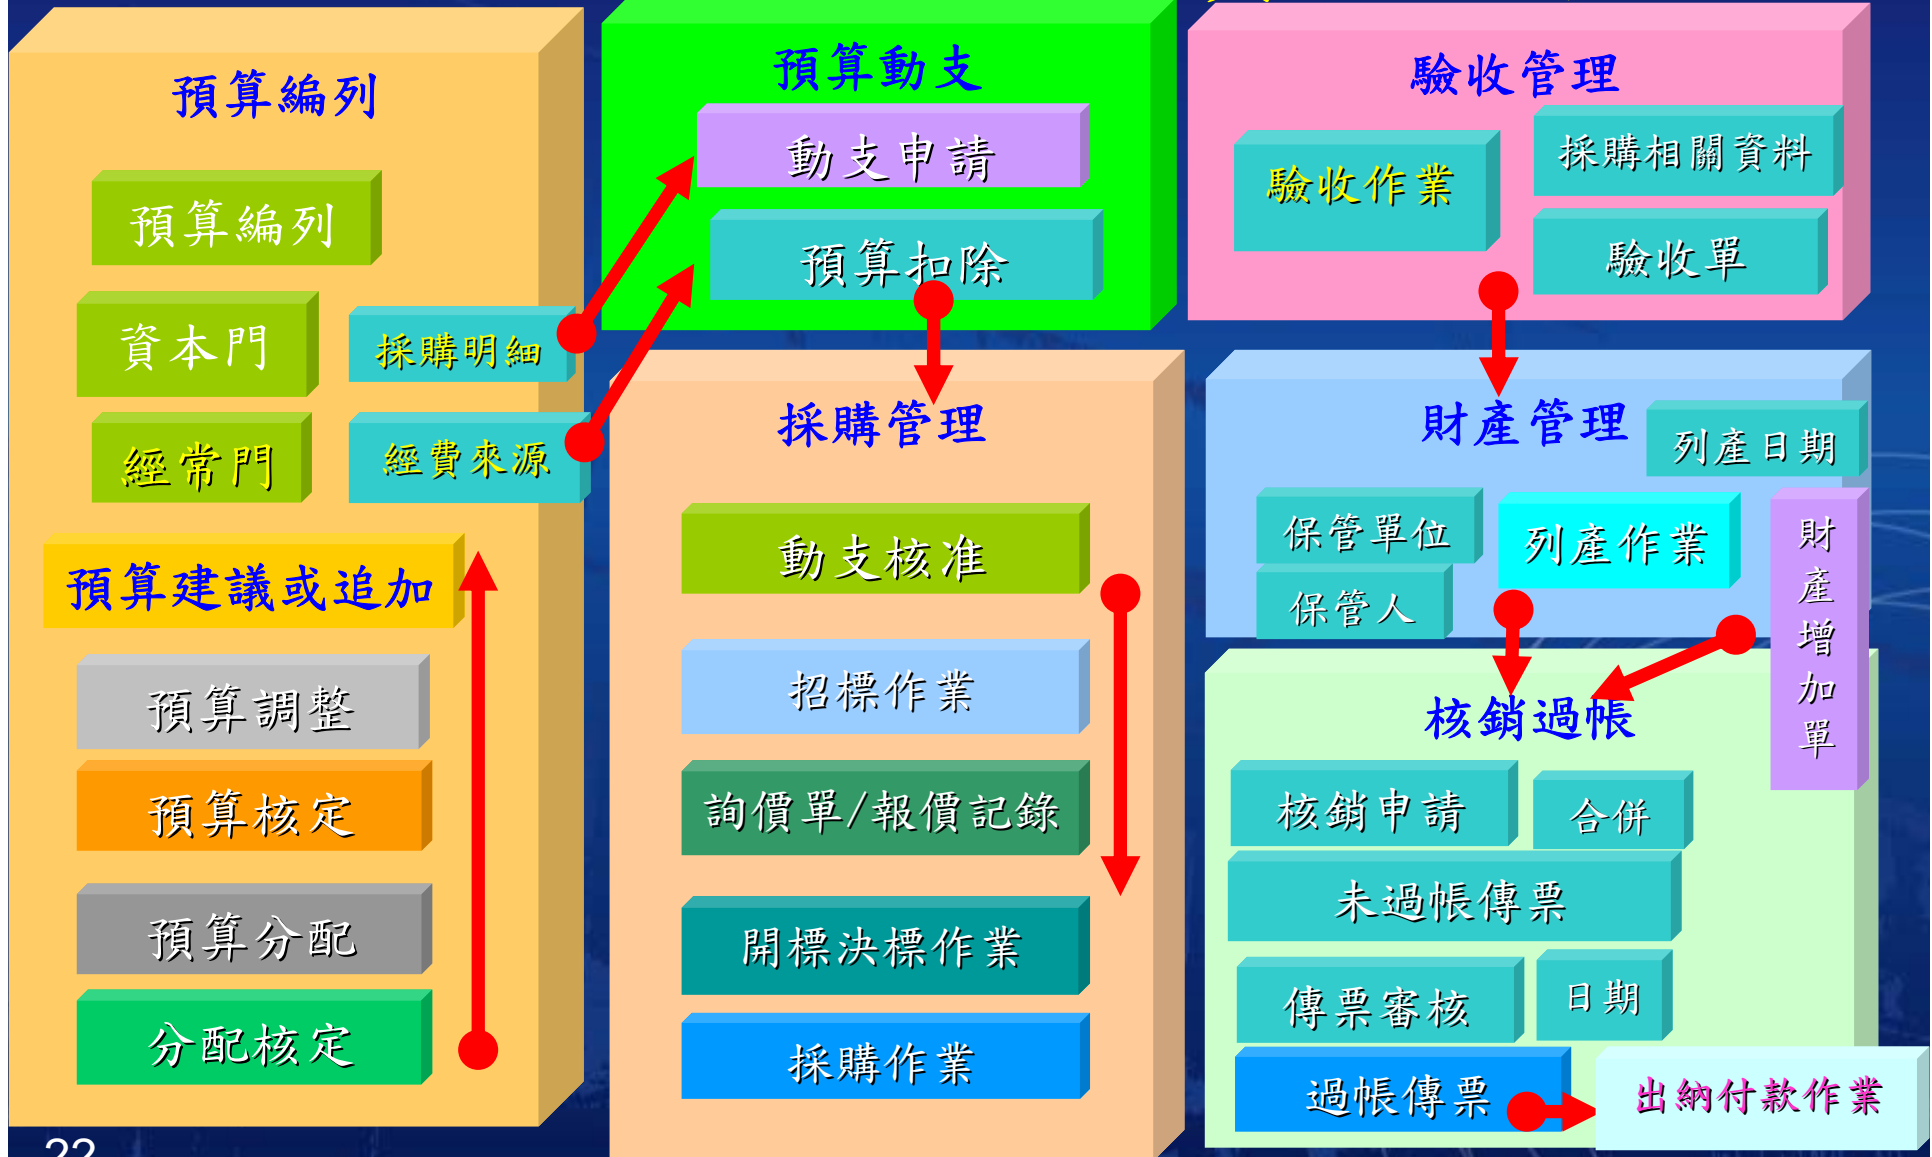 預算編列
預算編列
資本門
採購明細
經常門
經費來源
預算建議或追加
預算調整
預算核定
預算分配
分配核定
22
預算動支
動支申請
預算扣除
採購管理
動支核准
招標作業
詢價單/報價記錄
開標決標作業
採購作業
驗收管理
驗收作業
採購相關資料
驗收單
財產管理
列產日期
保管單位
列產作業
保管人
財產增加單
核銷過帳
核銷申請
合併
未過帳傳票
傳票審核
日期
過帳傳票
出納付款作業